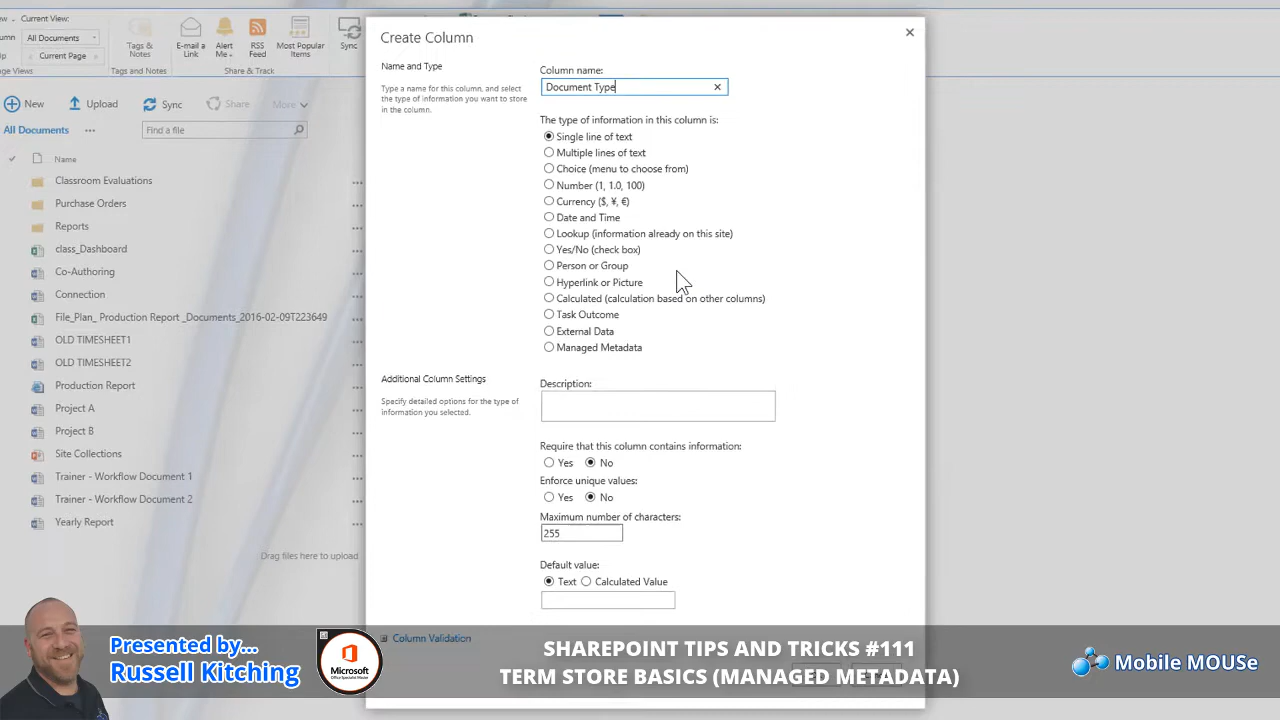 Current View:
All Documents
Current Page
Tags & Notes
E-mail a Link
Alert Me
RSS Feed
Most Popular Items
Sync
Tags and Notes
Share & Track
New
Upload
Sync
Share
More
All Documents
Find a file
Name
Classroom Evaluations
Purchase Orders
Reports
class_Dashboard
Co-Authoring
Connection
File_Plan_ Production Report _Documents_2016-02-09T223649
OLD TIMESHEET1
OLD TIMESHEET2
Production Report
Project A
Project B
Site Collections
Trainer - Workflow Document 1
Trainer - Workflow Document 2
Yearly Report
Drag files here to upload
Create Column
Name and Type
Type a name for this column, and select
the type of information you want to store
in the column.
Column name:
Document Type
The type of information in this column is:
Single line of text
Multiple lines of text
Choice (menu to choose from)
Number (1, 1.0, 100)
Currency ($, ¥, €)
Date and Time
Lookup (information already on this site)
Yes/No (check box)
Person or Group
Hyperlink or Picture
Calculated (calculation based on other columns)
Task Outcome
External Data
Managed Metadata
Additional Column Settings
Specify detailed options for the type of
information you selected.
Description:
Require that this column contains information:
Yes No
Enforce unique values:
Yes No
Maximum number of characters:
255
Default value:
Text Calculated Value
Column Validation
Presented by...
Russell Kitching
Microsoft
SHAREPOINT TIPS AND TRICKS #111
TERM STORE BASICS (MANAGED METADATA)
Mobile MOUSe